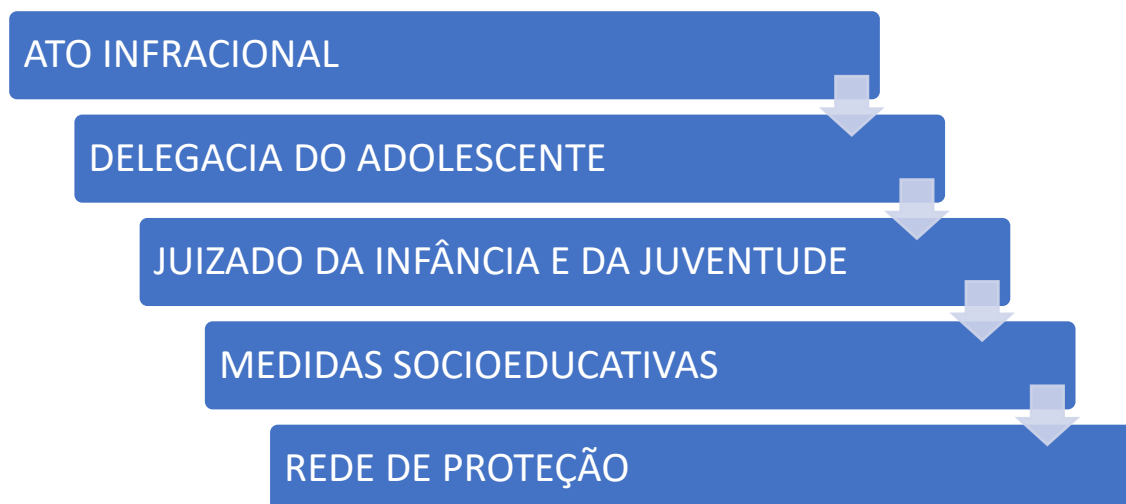 ATO INFRACIONAL
DELEGACIA DO ADOLESCENTE
JUIZADO DA INFÂNCIA E DA JUVENTUDE
MEDIDAS SOCIOEDUCATIVAS
REDE DE PROTEÇÃO